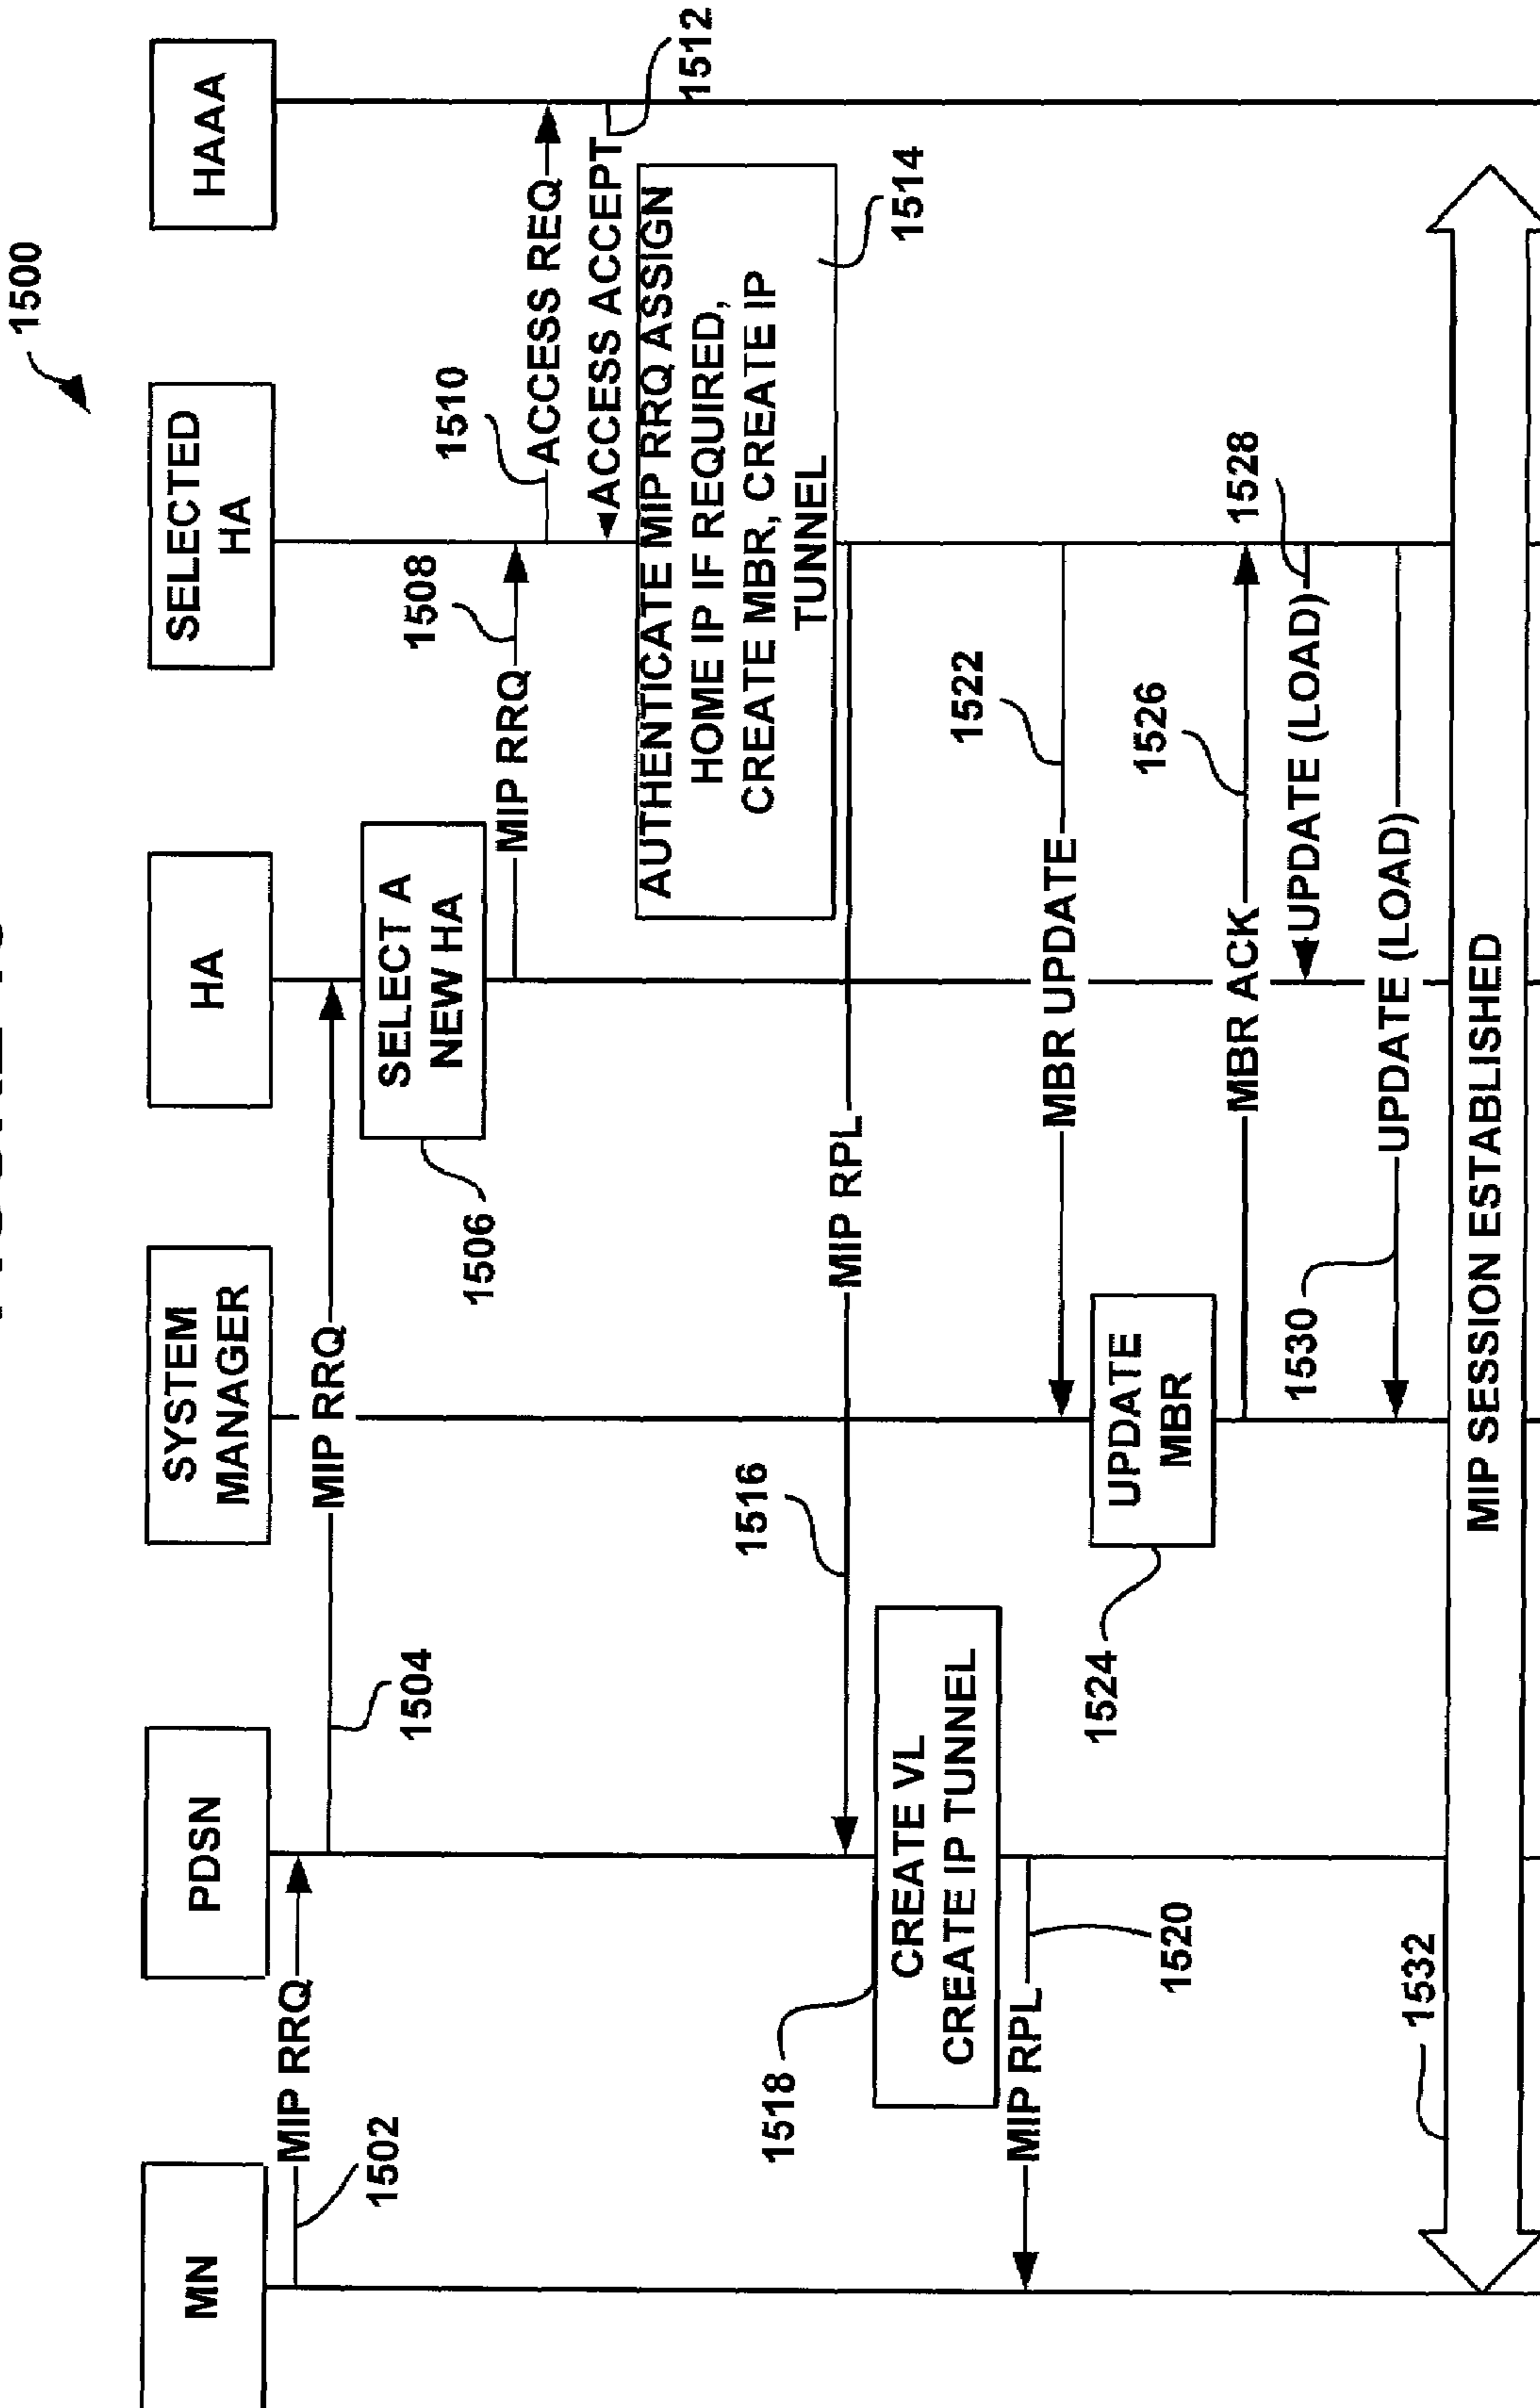 1500
MN
PDSN
SYSTEM
MANAGER
HA
SELECTED
HA
HAAA
MIP RRQ
1502
MIP RRQ
1504
SELECT A
NEW HA
1506
MIP RRQ
1508
1510
ACCESS REQ
ACCESS ACCEPT
1512
AUTHENTICATE MIP RRQ ASSIGN
HOME IP IF REQUIRED,
CREATE MBR, CREATE IP
TUNNEL
1514
MIP RPL
1516
CREATE VL
CREATE IP TUNNEL
1518
MIP RPL
1520
MBR UPDATE
1522
UPDATE
MBR
1524
MBR ACK
1526
UPDATE (LOAD)
1528
UPDATE (LOAD)
1530
MIP SESSION ESTABLISHED
1532